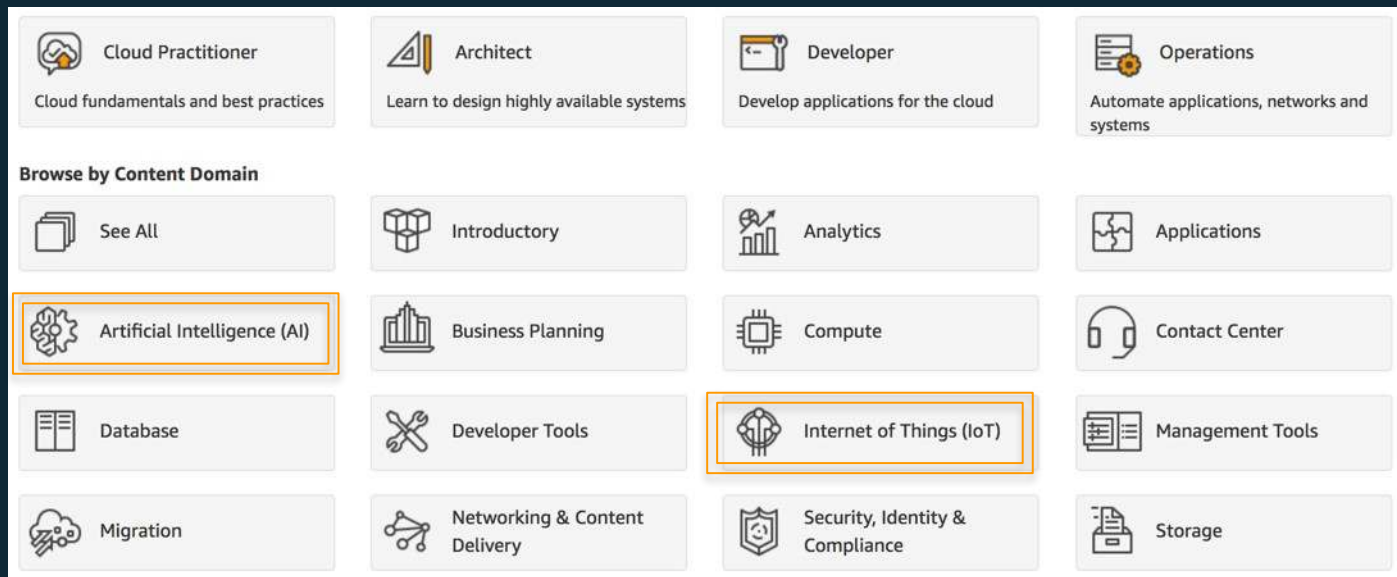 Cloud Practitioner
Cloud fundamentals and best practices
Architect
Learn to design highly available systems
Developer
Develop applications for the cloud
Operations
Automate applications, networks and
systems
Browse by Content Domain
See All
Introductory
Analytics
Applications
Artificial Intelligence (AI)
Business Planning
Compute
Contact Center
Database
Developer Tools
Internet of Things (IoT)
Management Tools
Migration
Networking & Content
Delivery
Security, Identity &
Compliance
Storage